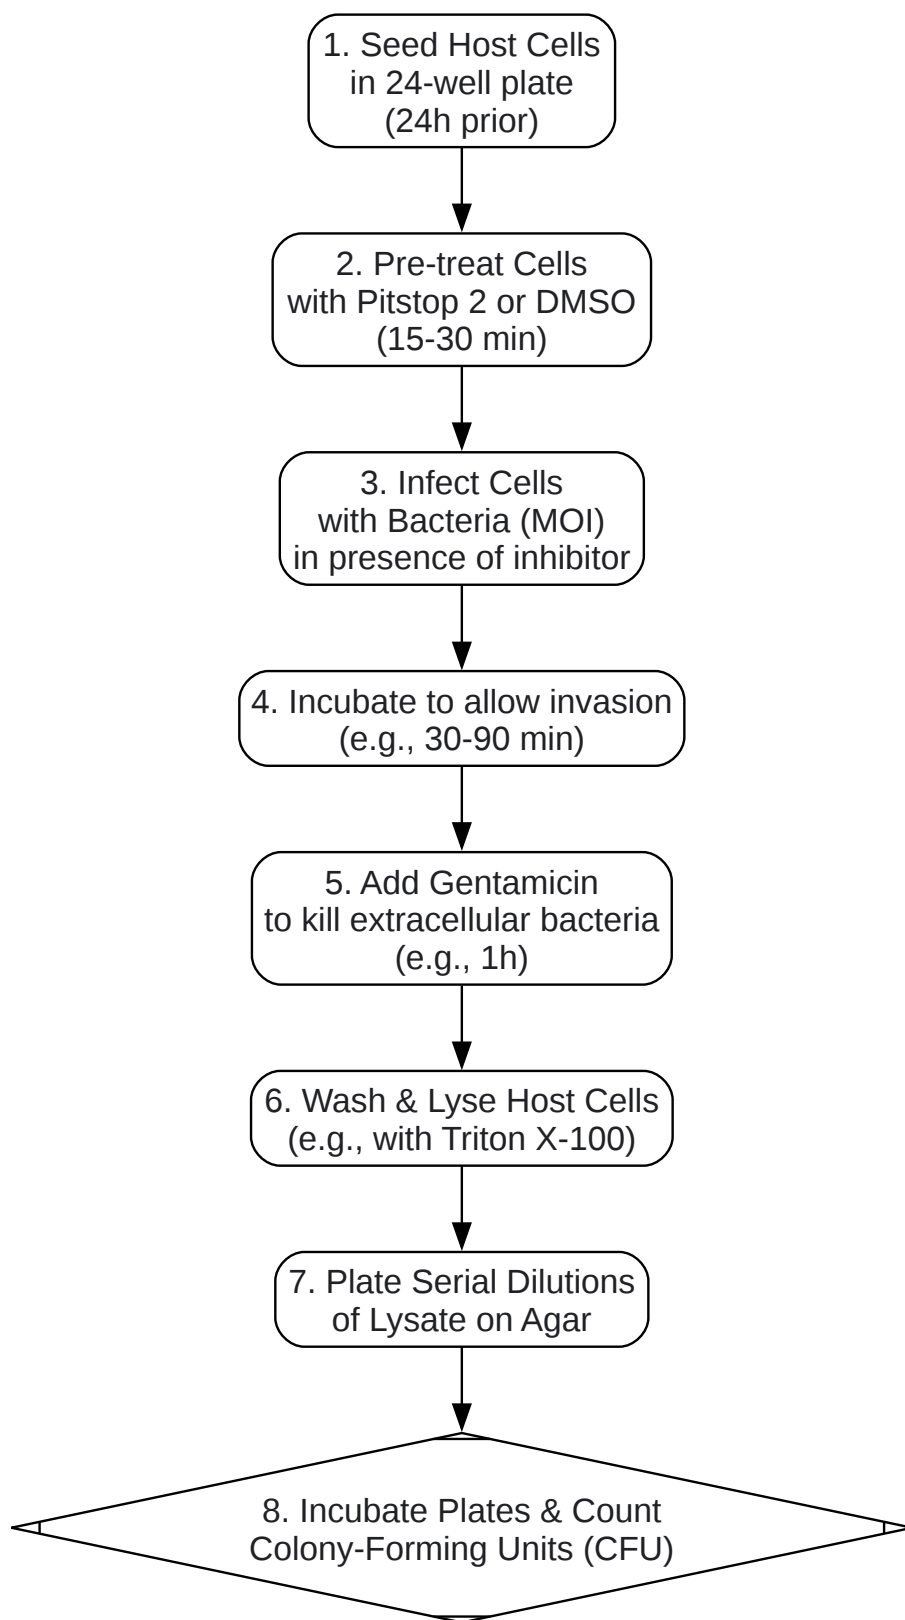 1. Seed Host Cells
in 24-well plate
(24h prior)
2. Pre-treat Cells
with Pitstop 2 or DMSO
(15-30 min)
3. Infect Cells
with Bacteria (MOI)
in presence of inhibitor
4. Incubate to allow invasion
(e.g., 30-90 min)
5. Add Gentamicin
to kill extracellular bacteria
(e.g., 1h)
6. Wash & Lyse Host Cells
(e.g., with Triton X-100)
7. Plate Serial Dilutions
of Lysate on Agar
8. Incubate Plates & Count
Colony-Forming Units (CFU)